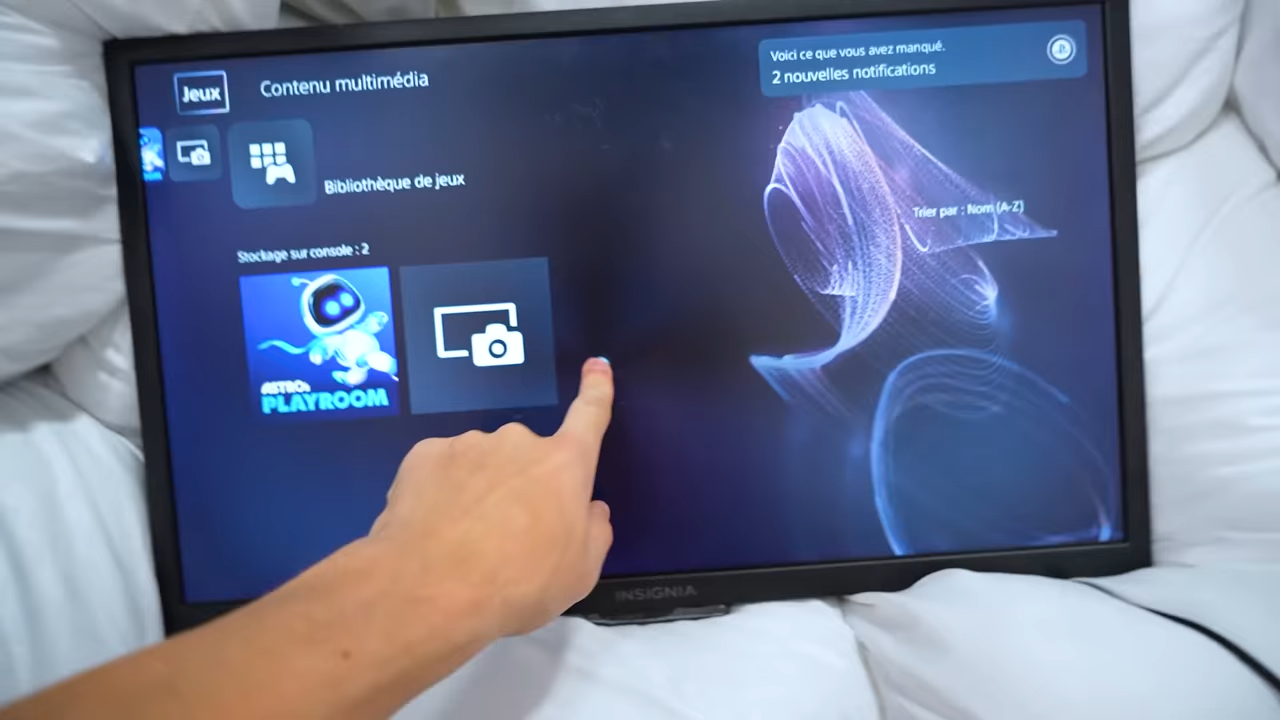 Jeux
Contenu multimédia
Voici ce que vous avez manqué.
2 nouvelles notifications
Bibliothèque de jeux
Trier par : Nom (A-Z)
Stockage sur console : 2
ASTRO's
PLAYROOM
INSIGNIA